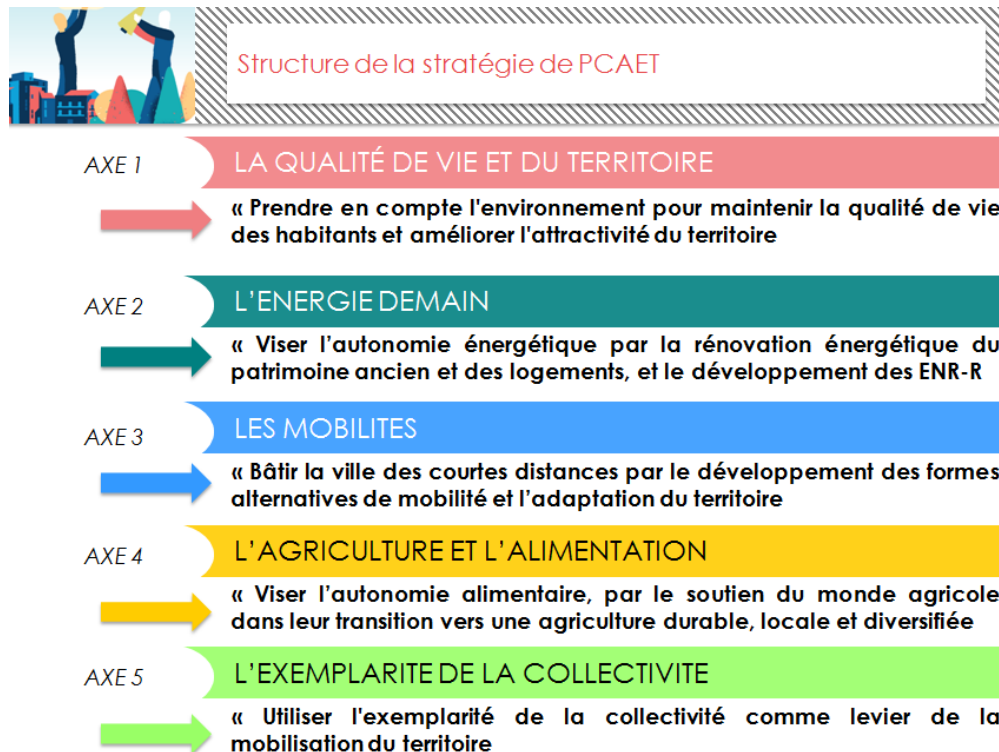 Structure de la stratégie de PCAET
AXE 1
LA QUALITÉ DE VIE ET DU TERRITOIRE
« Prendre en compte l'environnement pour maintenir la qualité de vie
des habitants et améliorer l'attractivité du territoire
AXE 2
L'ENERGIE DEMAIN
« Viser l'autonomie énergétique par la rénovation énergétique du
patrimoine ancien et des logements, et le développement des ENR-R
AXE 3
LES MOBILITES
« Bâtir la ville des courtes distances par le développement des formes
alternatives de mobilité et l'adaptation du territoire
AXE 4
L'AGRICULTURE ET L'ALIMENTATION
« Viser l'autonomie alimentaire, par le soutien du monde agricole
dans leur transition vers une agriculture durable, locale et diversifiée
AXE 5
L'EXEMPLARITE DE LA COLLECTIVITE
« Utiliser l'exemplarité de la collectivité comme levier de la
mobilisation du territoire